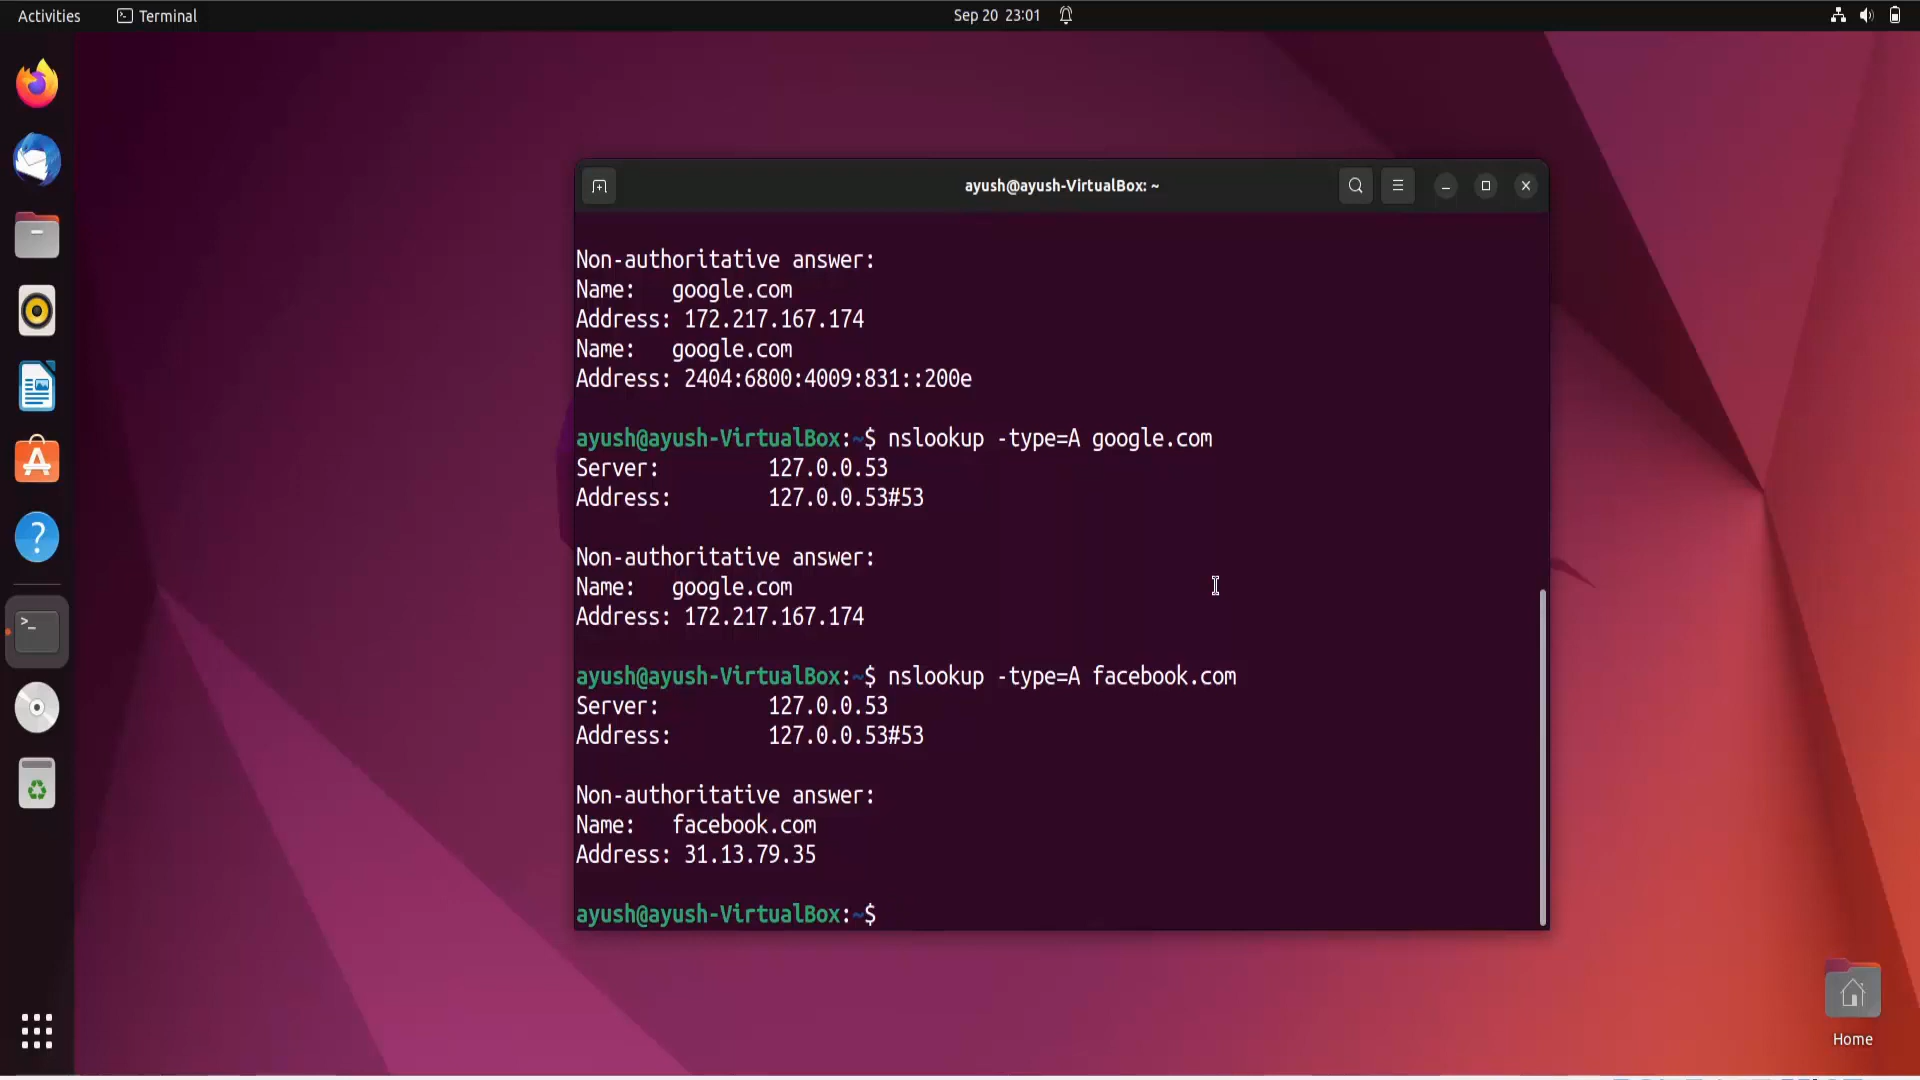 Activities Terminal Sep 20 23:01
ayush@ayush-VirtualBox: ~
Non-authoritative answer:
Name: google.com
Address: 172.217.167.174
Name: google.com
Address: 2404:6800:4009:831::200e
ayush@ayush-VirtualBox:~$ nslookup -type=A google.com
Server: 127.0.0.53
Address: 127.0.0.53#53
Non-authoritative answer:
Name: google.com
Address: 172.217.167.174
ayush@ayush-VirtualBox:~$ nslookup -type=A facebook.com
Server: 127.0.0.53
Address: 127.0.0.53#53
Non-authoritative answer:
Name: facebook.com
Address: 31.13.79.35
ayush@ayush-VirtualBox:~$
Home